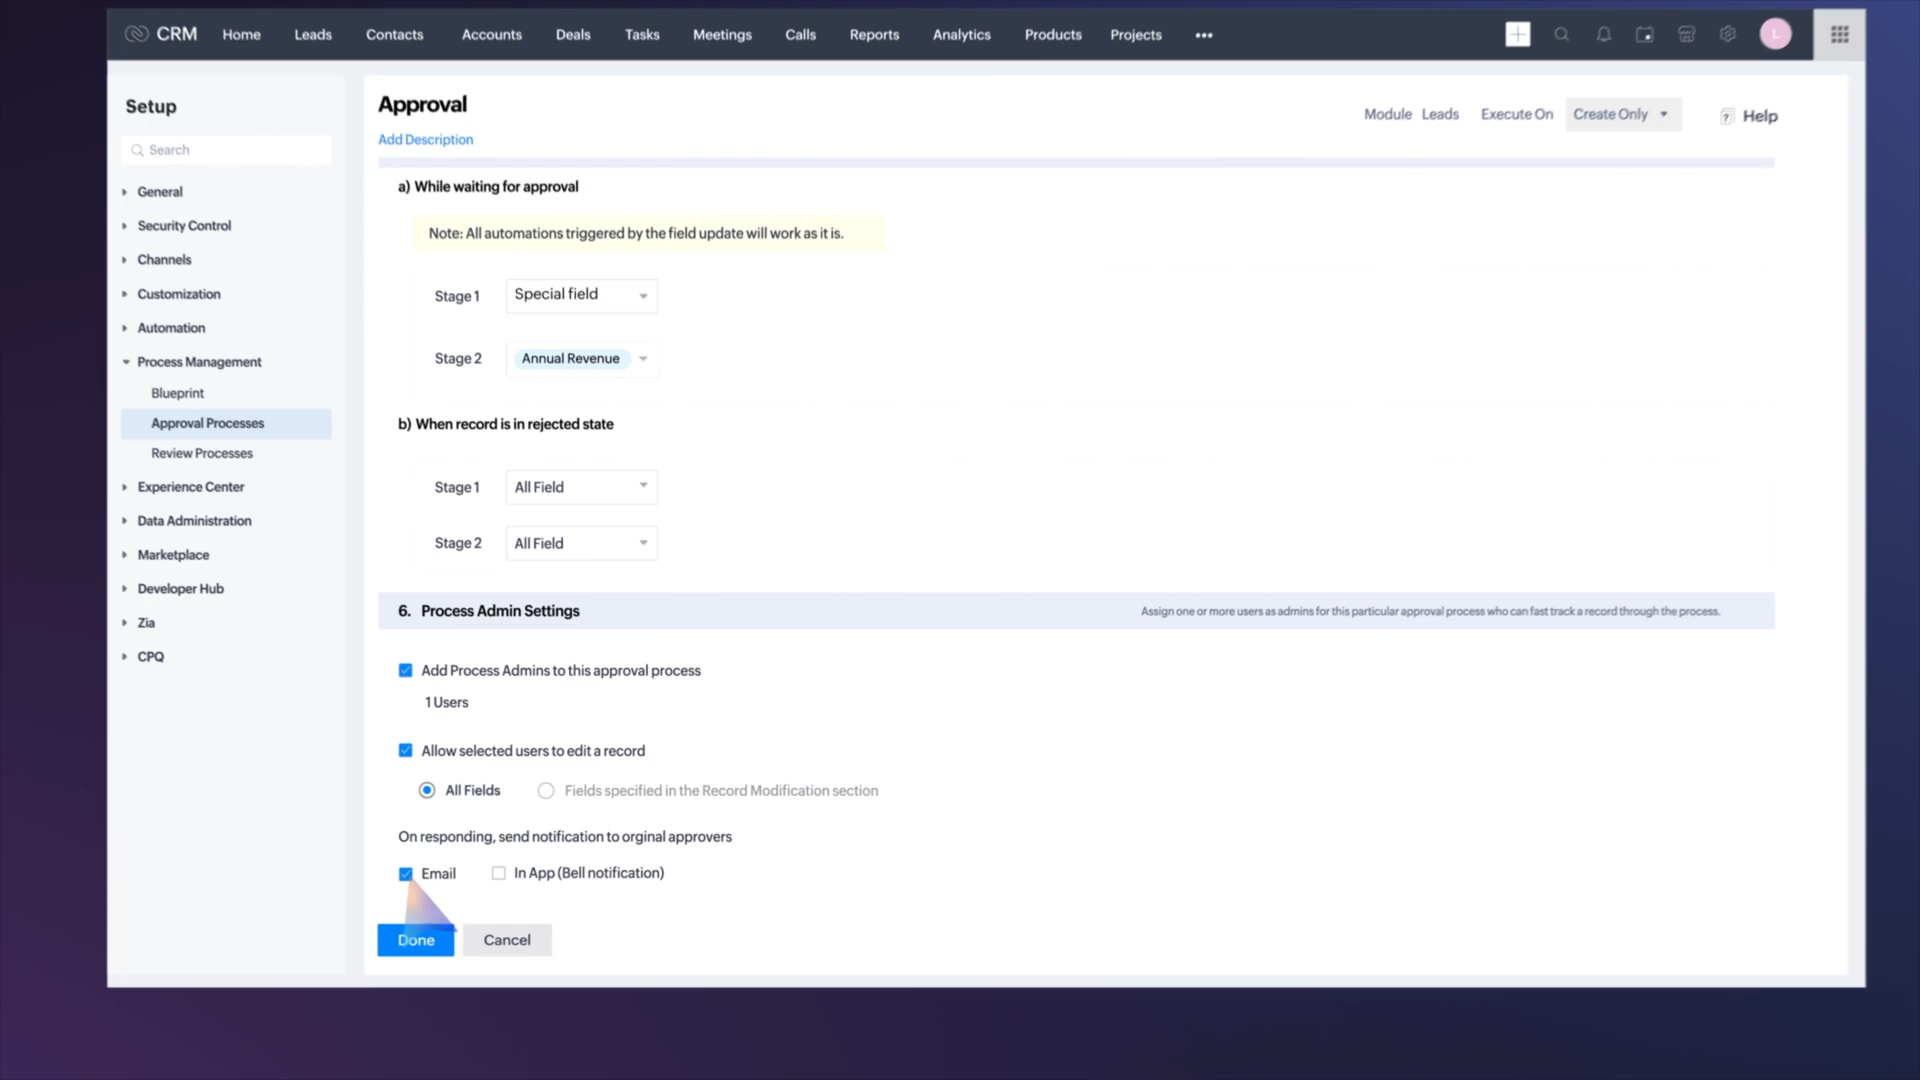 CRM Home Leads Contacts Accounts Deals Tasks Meetings Calls Reports Analytics Products Projects ••• L
Setup
Search
General
Security Control
Channels
Customization
Automation
Process Management
Blueprint
Approval Processes
Review Processes
Experience Center
Data Administration
Marketplace
Developer Hub
Zia
CPQ
Approval
Add Description
Module Leads Execute On Create Only ? Help
a) While waiting for approval
Note: All automations triggered by the field update will work as it is.
Stage 1 Special field
Stage 2 Annual Revenue
b) When record is in rejected state
Stage 1 All Field
Stage 2 All Field
6. Process Admin Settings Assign one or more users as admins for this particular approval process who can fast track a record through the process.
Add Process Admins to this approval process
1 Users
Allow selected users to edit a record
All Fields Fields specified in the Record Modification section
On responding, send notification to orginal approvers
Email In App (Bell notification)
Done Cancel